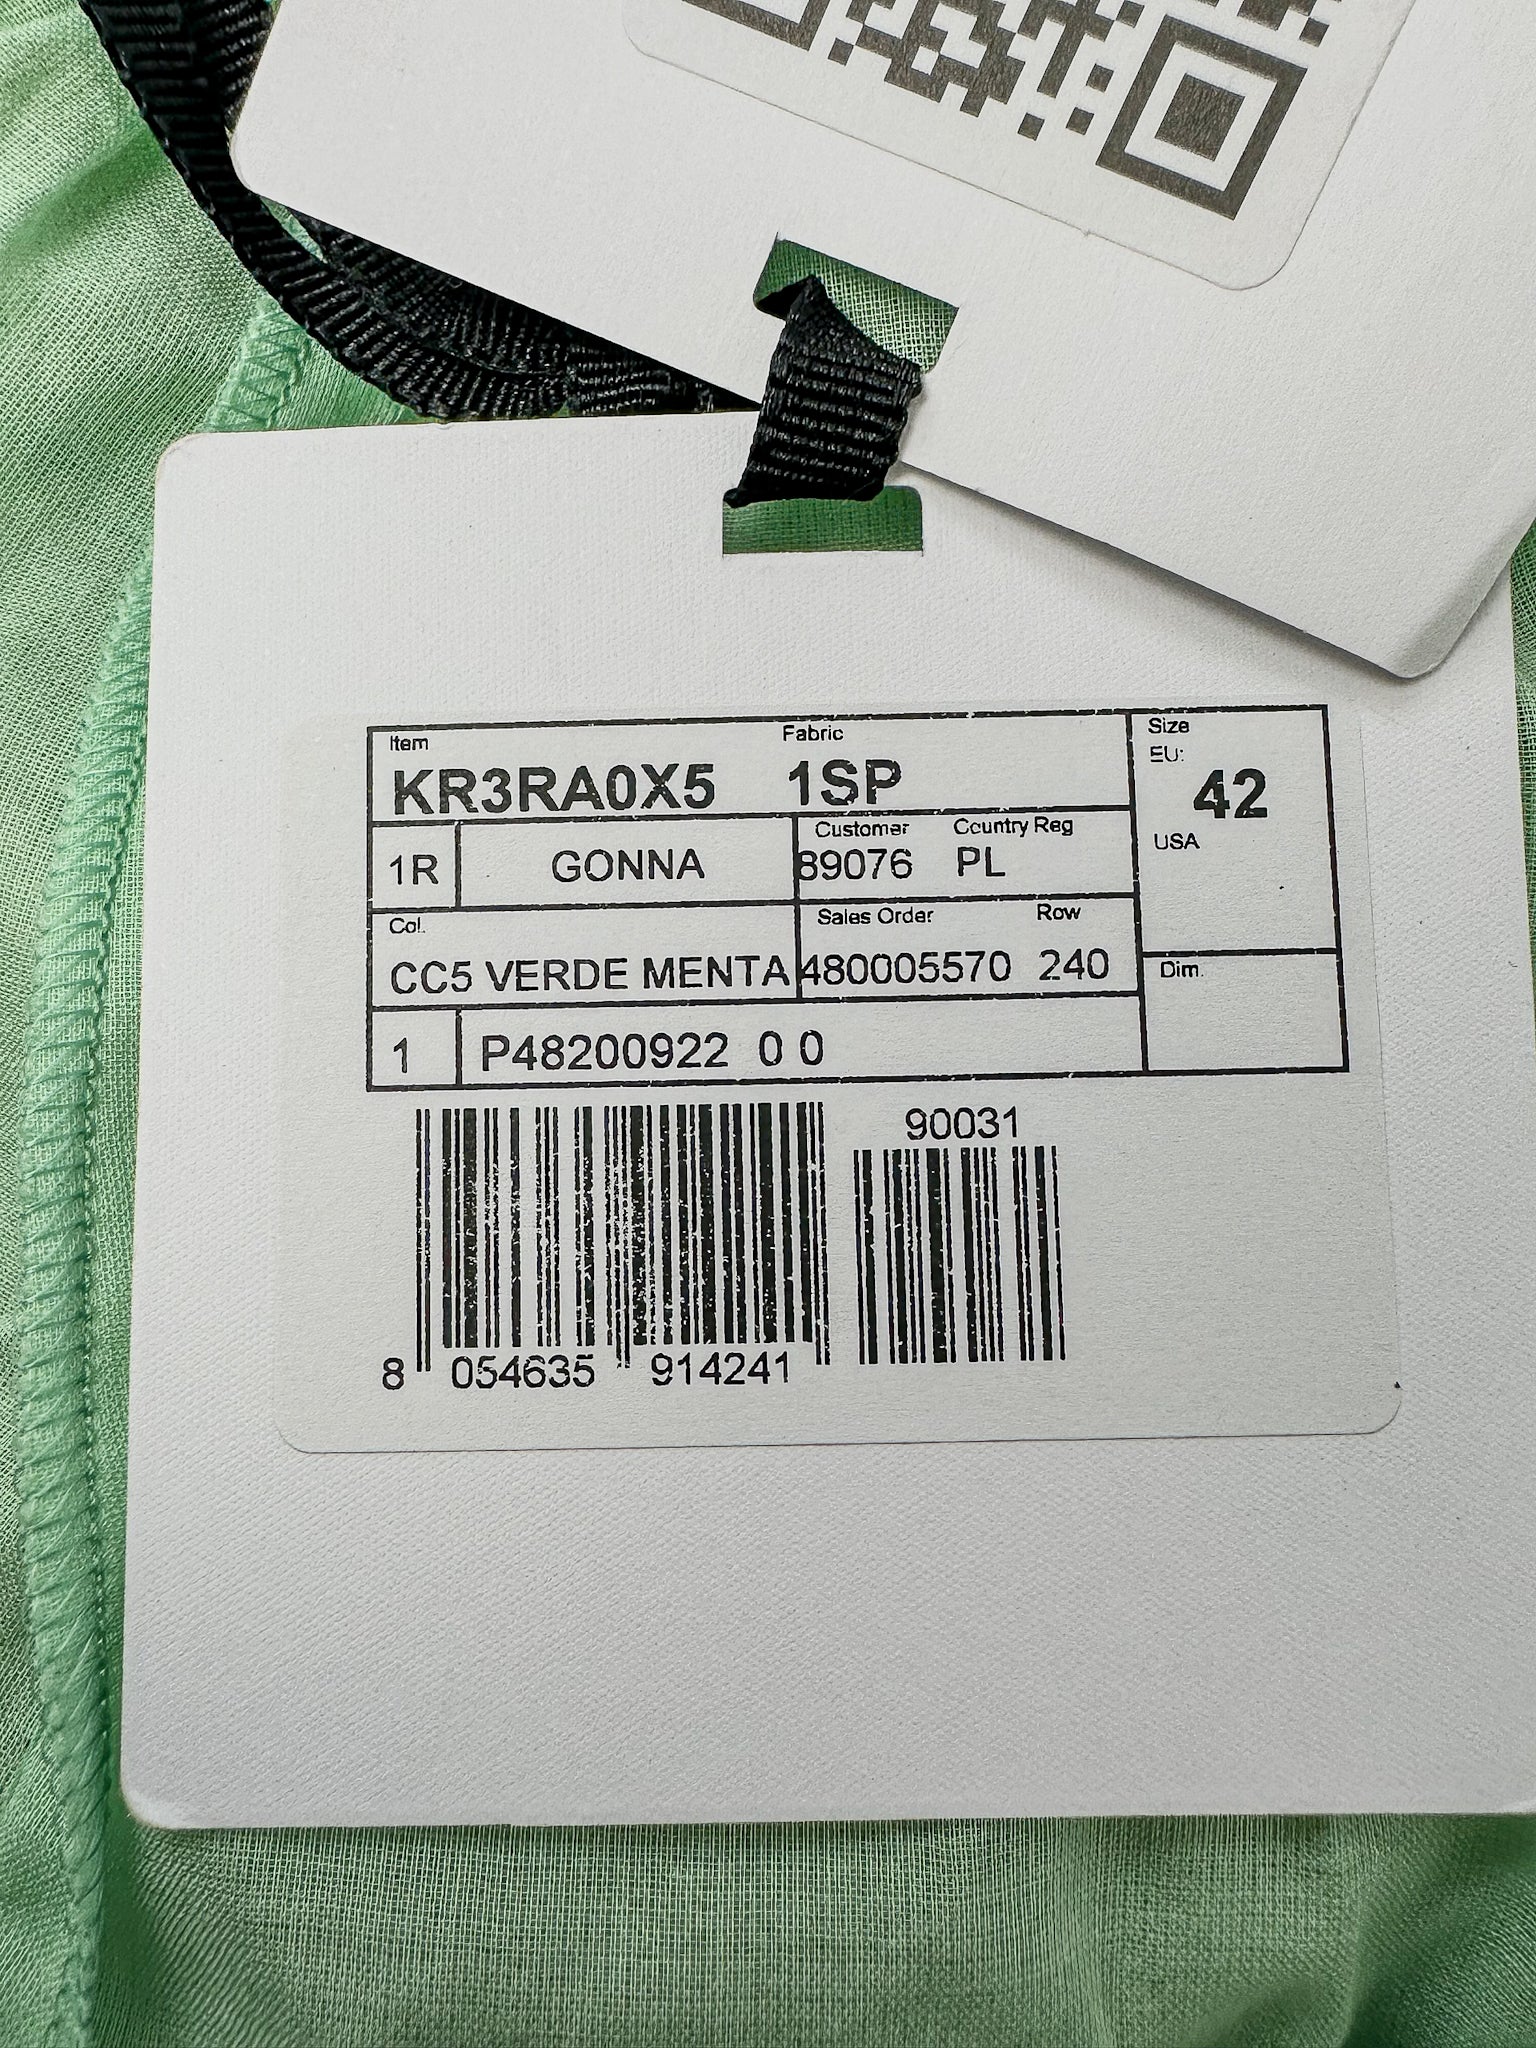 Item Fabric Size
KR3RA0X5 1SP EU: 42
1R GONNA Customer Country Reg USA
89076 PL
Col. Sales Order Row
CC5 VERDE MENTA 480005570 240 Dim.
1 P48200922 0 0
90031
8 054635 914241